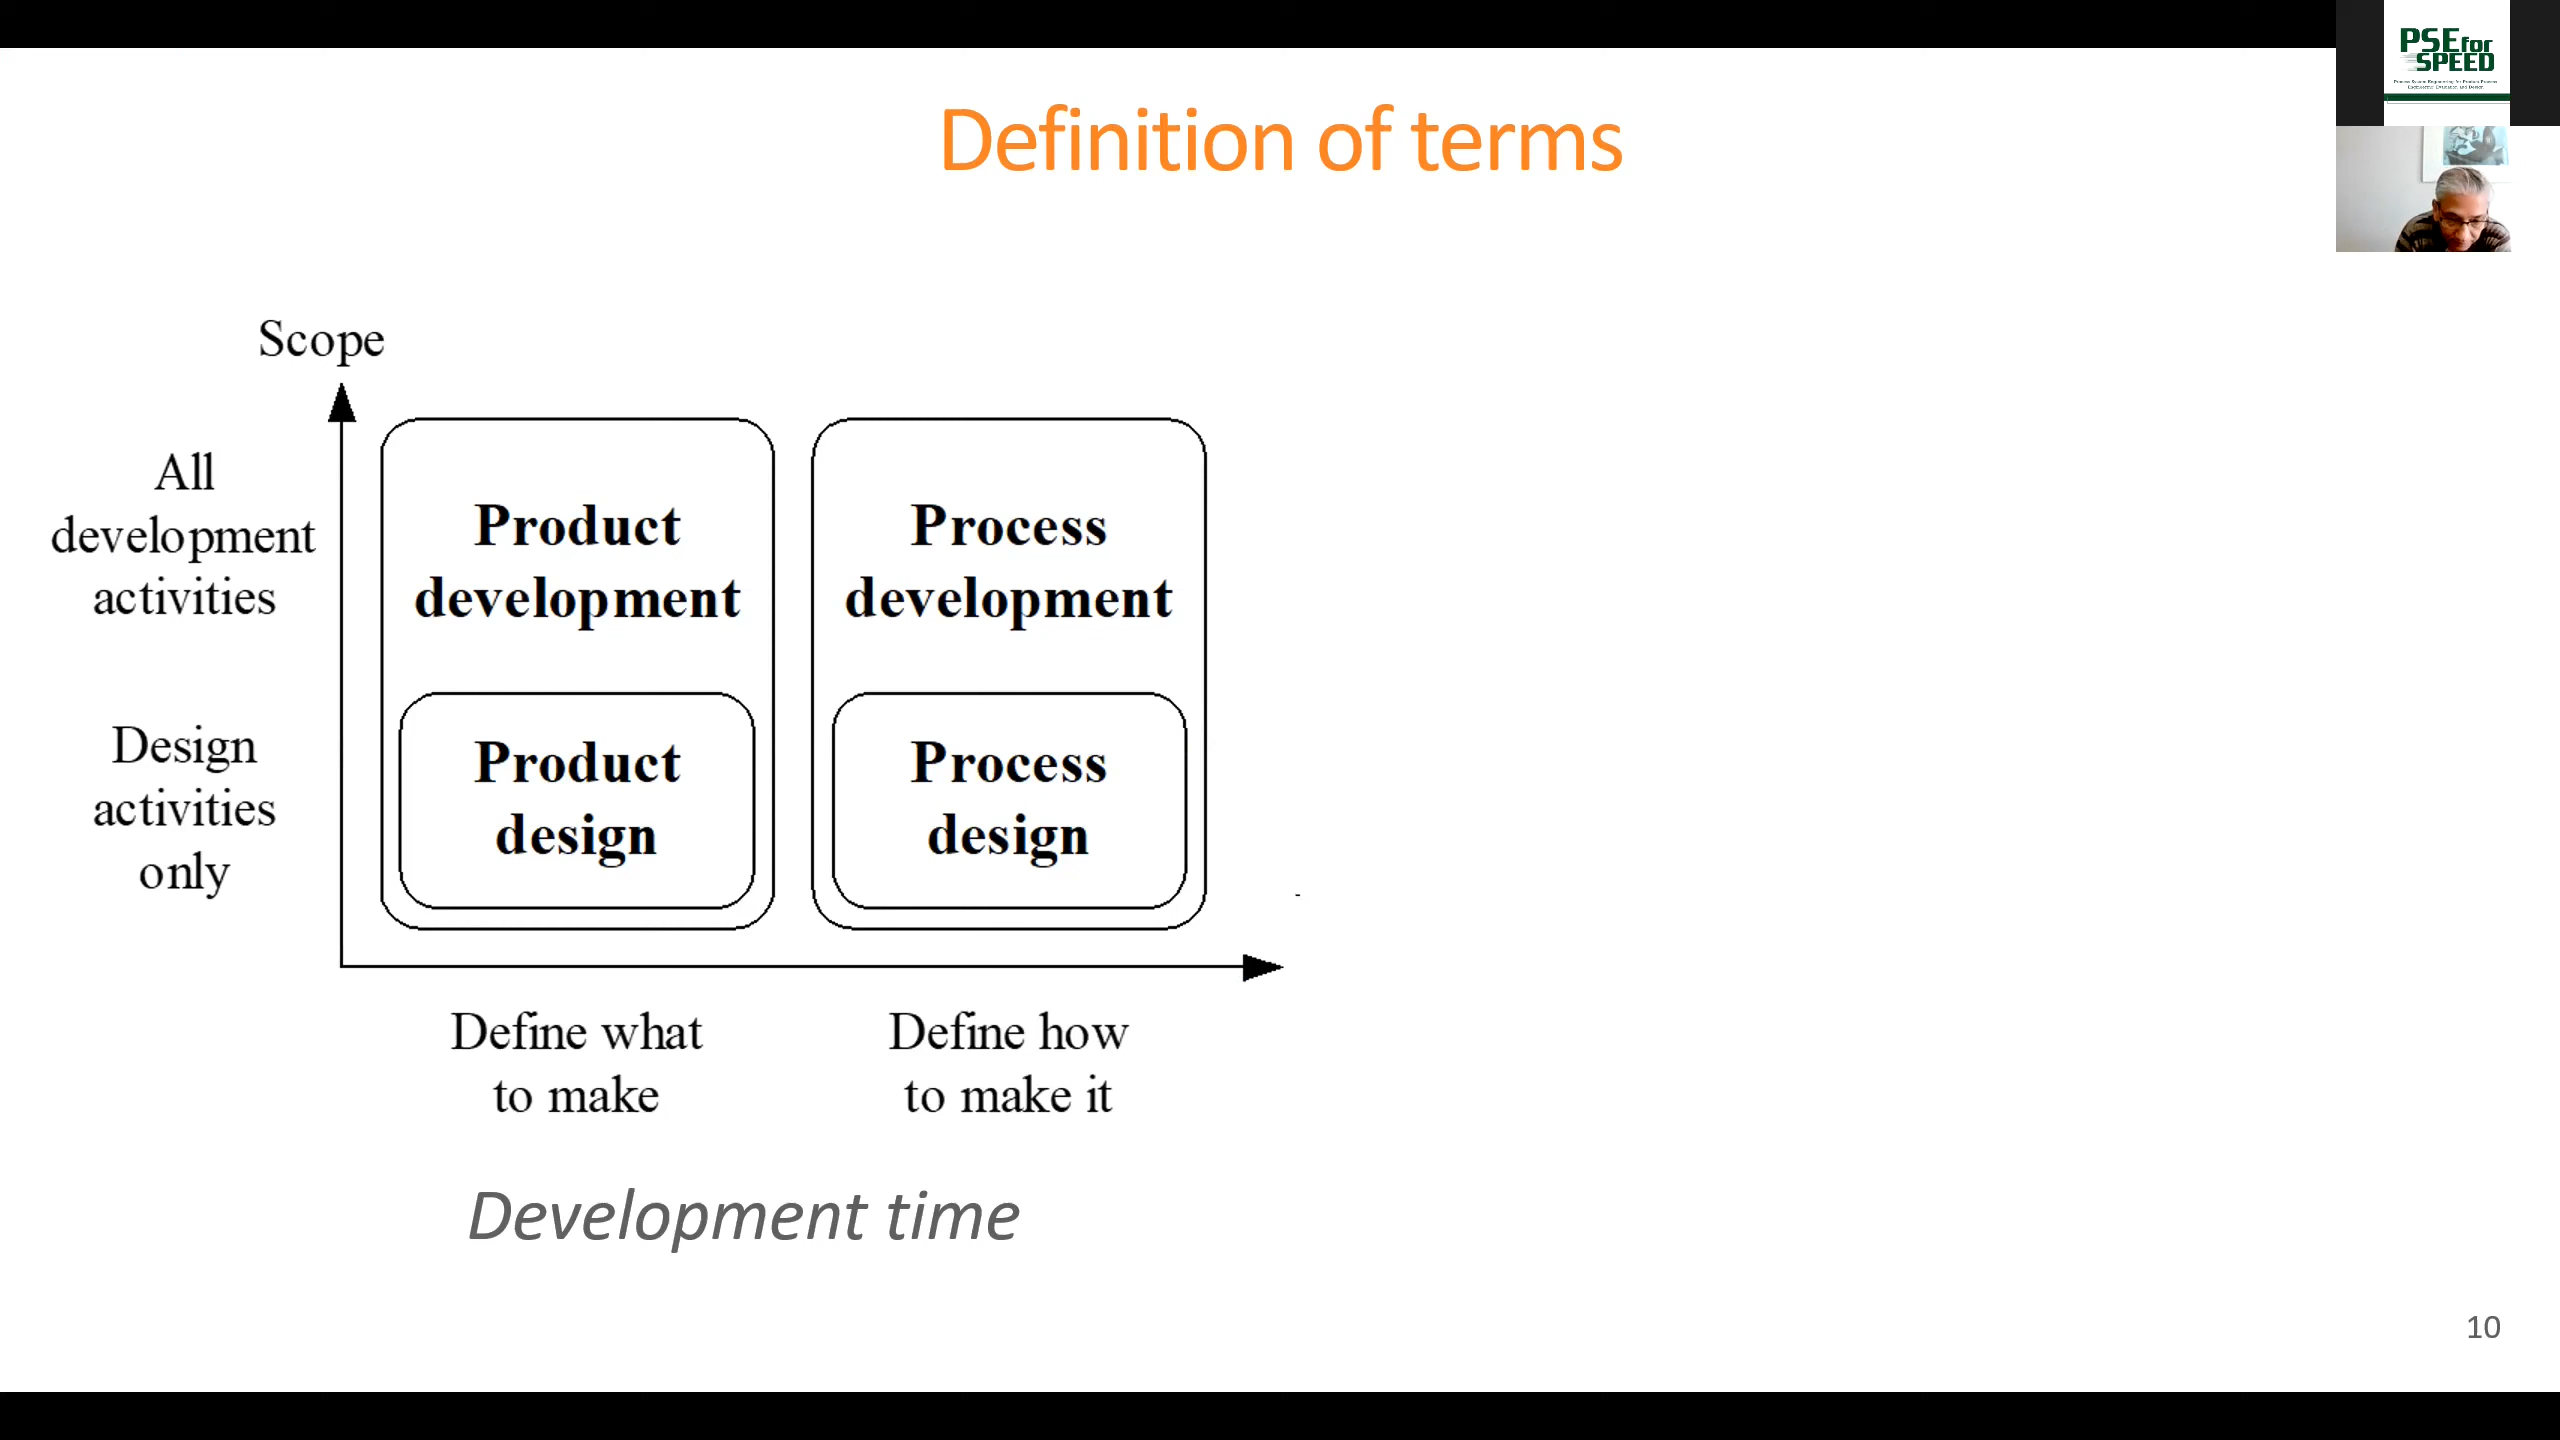 PSE for
SPEED
Definition of terms
Scope
All
development
activities
Product
development
Process
development
Design
activities
only
Product
design
Process
design
Define what
to make
Define how
to make it
Development time
10